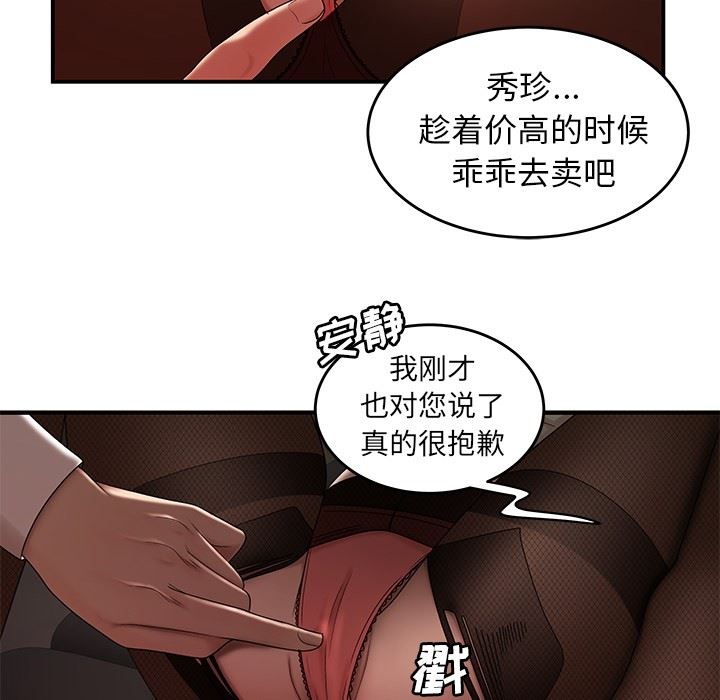 秀珍...
趁着价高的时候
乖乖去卖吧
安静
我刚才
也对您说了
真的很抱歉
戳